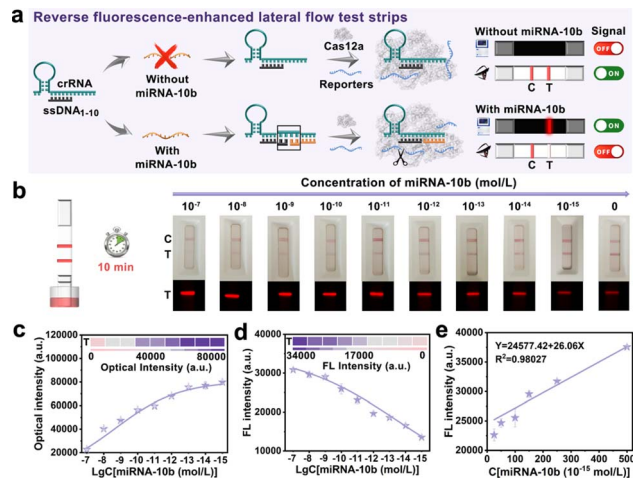 a
Reverse fluorescence-enhanced lateral flow test strips
crRNA
ssDNA1-10
Without
miRNA-10b
Cas12a
Reporters
With
miRNA-10b
Without miRNA-10b Signal
OFF
ON
C T
With miRNA-10b
ON
OFF
C T
b
10 min
Concentration of miRNA-10b (mol/L)
10⁻⁷ 10⁻⁸ 10⁻⁹ 10⁻¹⁰ 10⁻¹¹ 10⁻¹² 10⁻¹³ 10⁻¹⁴ 10⁻¹⁵ 0
C
T
T
c
Optical intensity (a.u.)
120000
100000
80000
60000
40000
20000
T
0 40000 80000
Optical Intensity (a.u.)
-7 -8 -9 -10 -11 -12 -13 -14 -15
LgC[miRNA-10b (mol/L)]
d
FL intensity (a.u.)
40000
30000
20000
10000
T
34000 17000 0
FL Intensity (a.u.)
-7 -8 -9 -10 -11 -12 -13 -14 -15
LgC[miRNA-10b (mol/L)]
e
FL intensity (a.u.)
40000
35000
30000
25000
20000
Y=24577.42+26.06X
R²=0.98027
0 100 200 300 400 500
C[miRNA-10b (10⁻¹⁵ mol/L)]